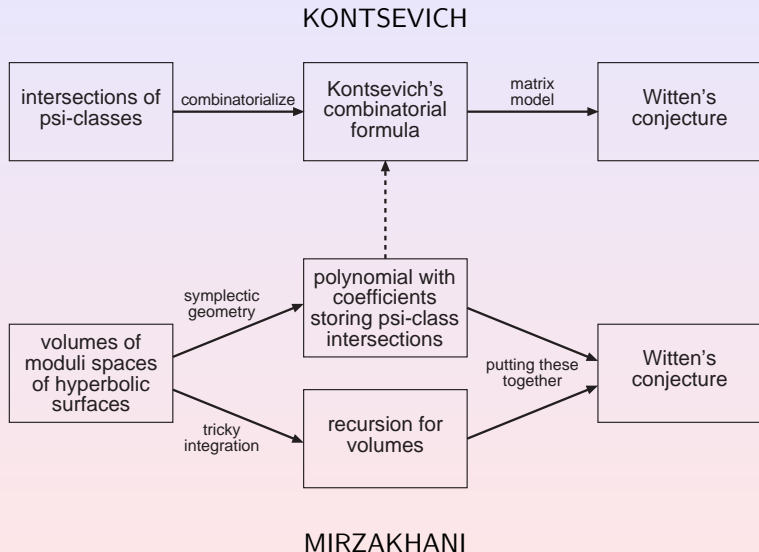 KONTSEVICH
intersections of
psi-classes
combinatorialize
Kontsevich's
combinatorial
formula
matrix
model
Witten's
conjecture
symplectic
geometry
polynomial with
coefficients
storing psi-class
intersections
volumes of
moduli spaces
of hyperbolic
surfaces
putting these
together
Witten's
conjecture
tricky
integration
recursion for
volumes
MIRZAKHANI